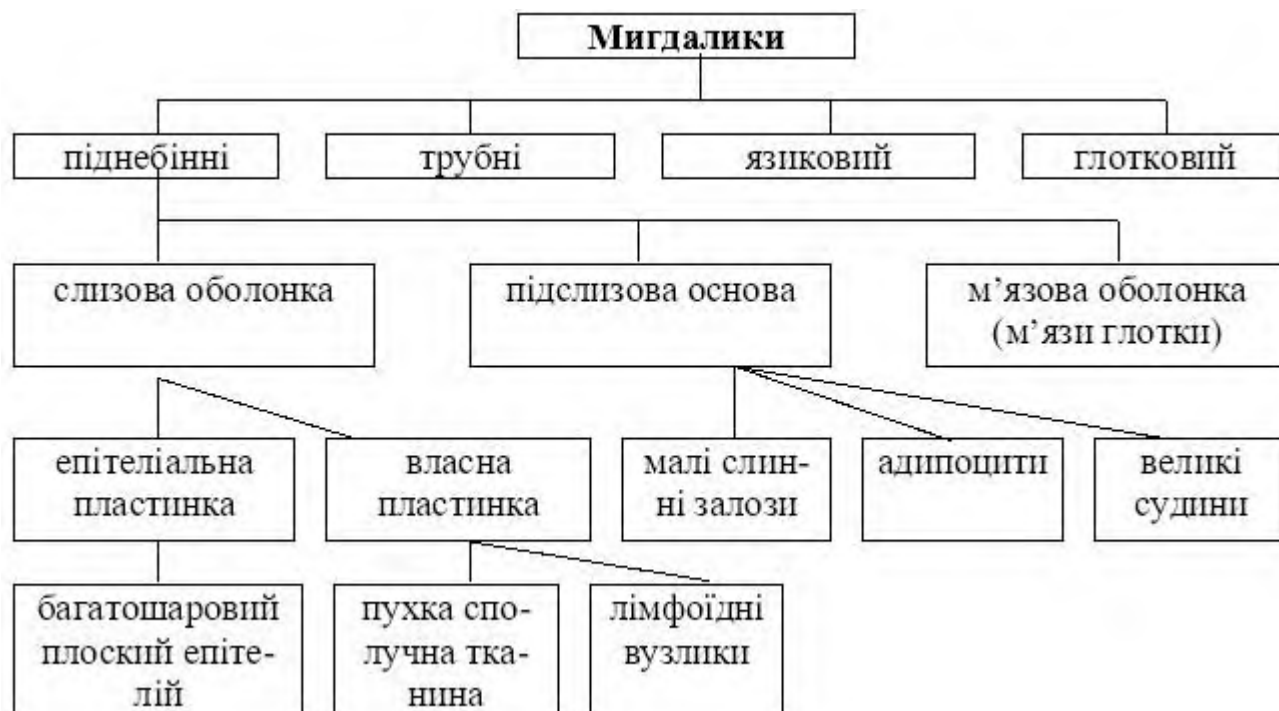 Мигдалики
піднебінні
трубні
язиковий
глотковий
слизова оболонка
підслизова основа
м’язова оболонка
(м’язи глотки)
епітеліальна
пластинка
власна
пластинка
малі слин-
ні залози
адипоцити
великі
судини
багатошаровий
плоский епіте-
лій
пухка спо-
лучна тка-
нина
лімфоїдні
вузлики